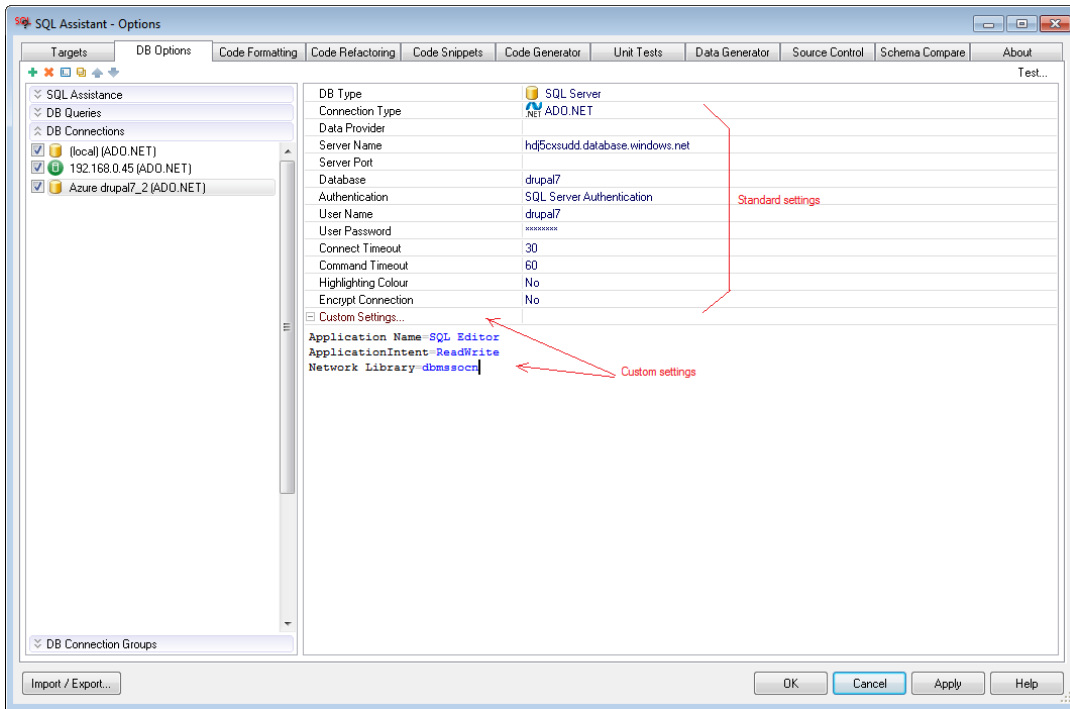 SQL Assistant - Options
Targets DB Options Code Formatting Code Refactoring Code Snippets Code Generator Unit Tests Data Generator Source Control Schema Compare About
Test...
SQL Assistance
DB Queries
DB Connections
(local) (ADO.NET)
192.168.0.45 (ADO.NET)
Azure drupal7_2 (ADO.NET)
DB Connection Groups
DB Type SQL Server
Connection Type .NET ADO.NET
Data Provider
Server Name hdj5cxsudd.database.windows.net
Server Port
Database drupal7
Authentication SQL Server Authentication
User Name drupal7
User Password ××××××××
Connect Timeout 30
Command Timeout 60
Highlighting Colour No
Encrypt Connection No
Custom Settings...
Application Name=SQL Editor
ApplicationIntent=ReadWrite
Network Library=dbmssocn
Standard settings
Custom settings
Import / Export... OK Cancel Apply Help